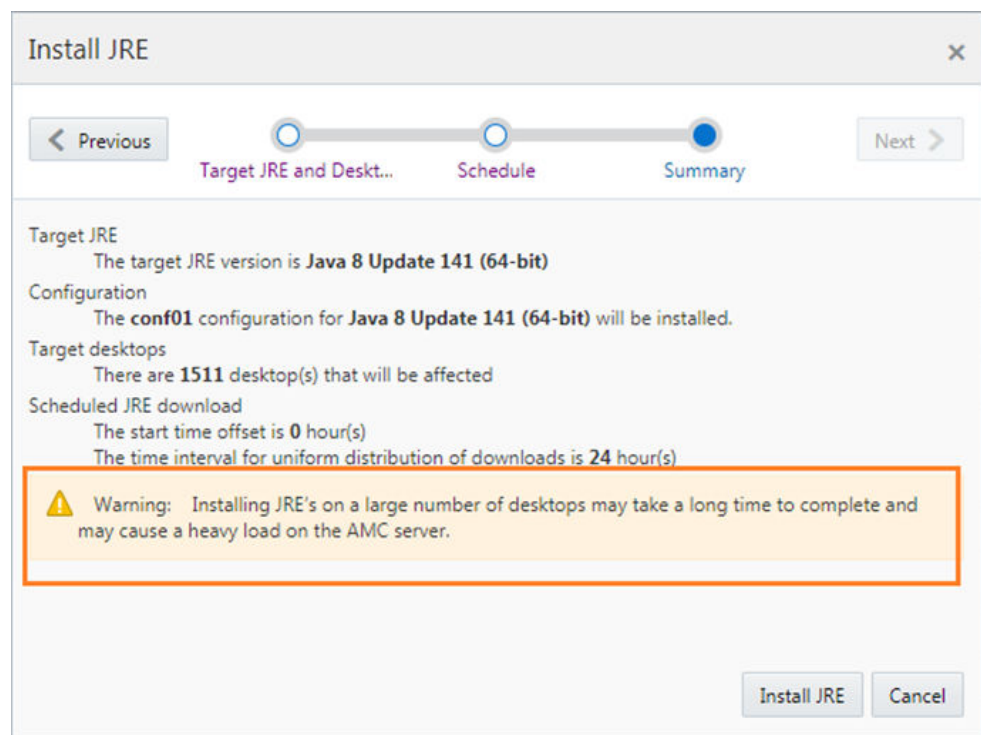 Install JRE
Previous
Next
Target JRE and Deskt...
Schedule
Summary
Target JRE
The target JRE version is Java 8 Update 141 (64-bit)
Configuration
The conf01 configuration for Java 8 Update 141 (64-bit) will be installed.
Target desktops
There are 1511 desktop(s) that will be affected
Scheduled JRE download
The start time offset is 0 hour(s)
The time interval for uniform distribution of downloads is 24 hour(s)
Warning: Installing JRE's on a large number of desktops may take a long time to complete and
may cause a heavy load on the AMC server.
Install JRE
Cancel